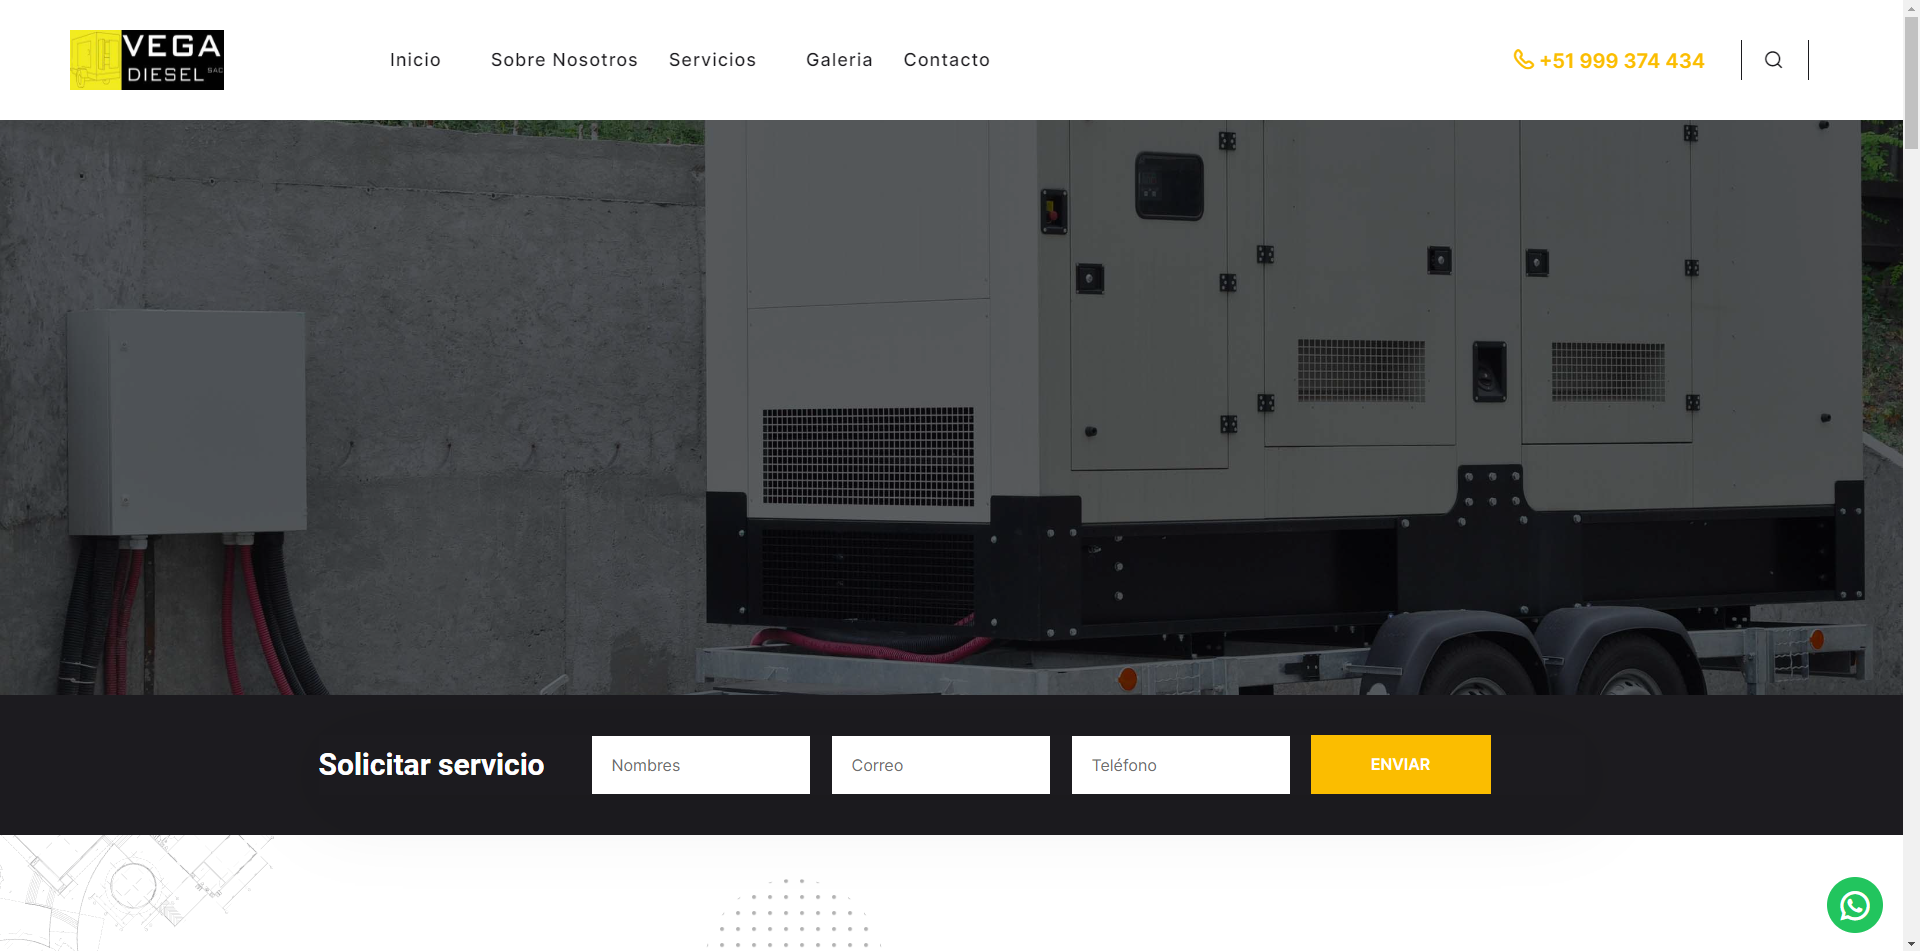 VEGA
DIESEL SAC
Inicio
Sobre Nosotros
Servicios
Galeria
Contacto
+51 999 374 434
Solicitar servicio
Nombres
Correo
Teléfono
ENVIAR